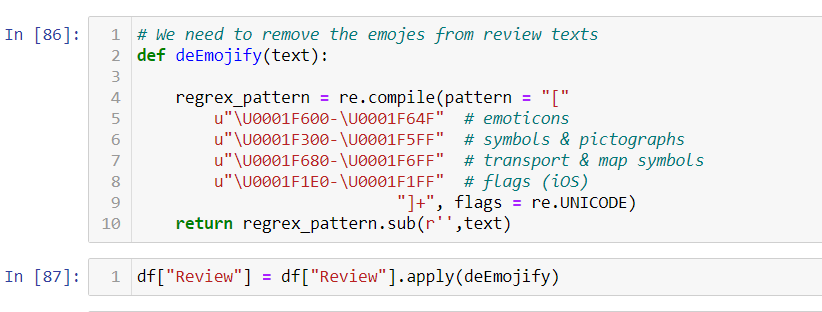 In [86]:
1 # We need to remove the emojes from review texts
2 def deEmojify(text):
3
4     regrex_pattern = re.compile(pattern = "["
5         u"\U0001F600-\U0001F64F"  # emoticons
6         u"\U0001F300-\U0001F5FF"  # symbols & pictographs
7         u"\U0001F680-\U0001F6FF"  # transport & map symbols
8         u"\U0001F1E0-\U0001F1FF"  # flags (iOS)
9                            "]+", flags = re.UNICODE)
10     return regrex_pattern.sub(r'',text)
In [87]:
1 df["Review"] = df["Review"].apply(deEmojify)